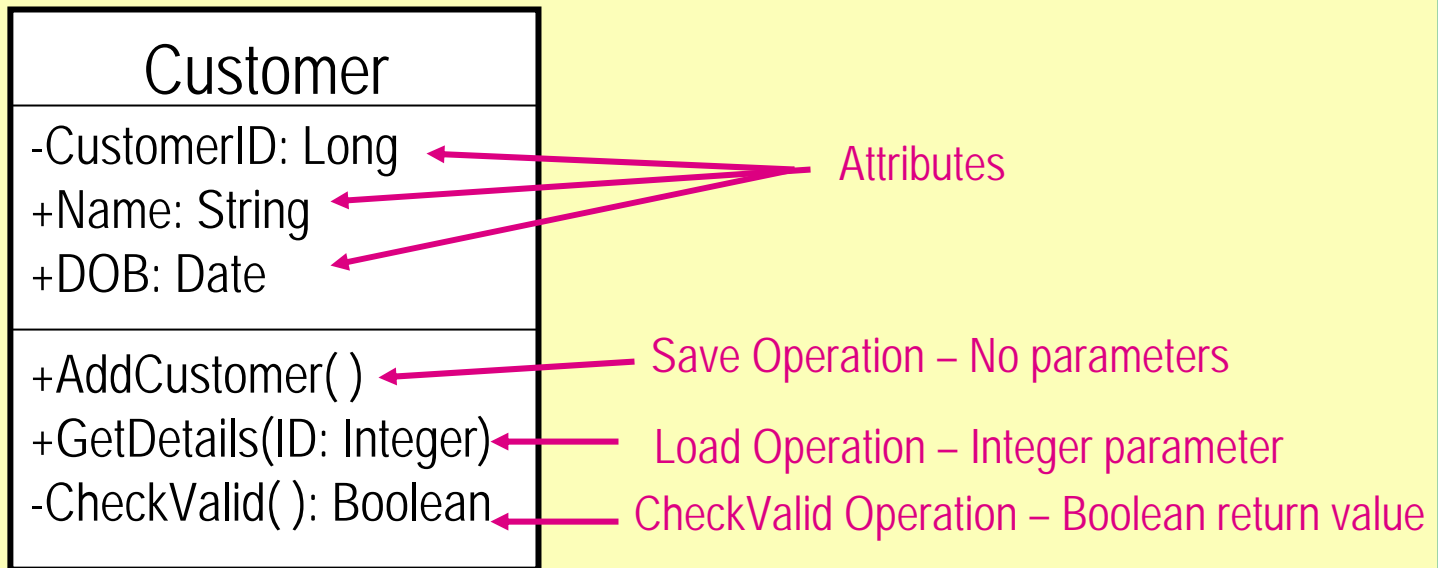 Customer
-CustomerID: Long
+Name: String
+DOB: Date
Attributes
+AddCustomer( )
Save Operation – No parameters
+GetDetails(ID: Integer)
Load Operation – Integer parameter
-CheckValid( ): Boolean
CheckValid Operation – Boolean return value